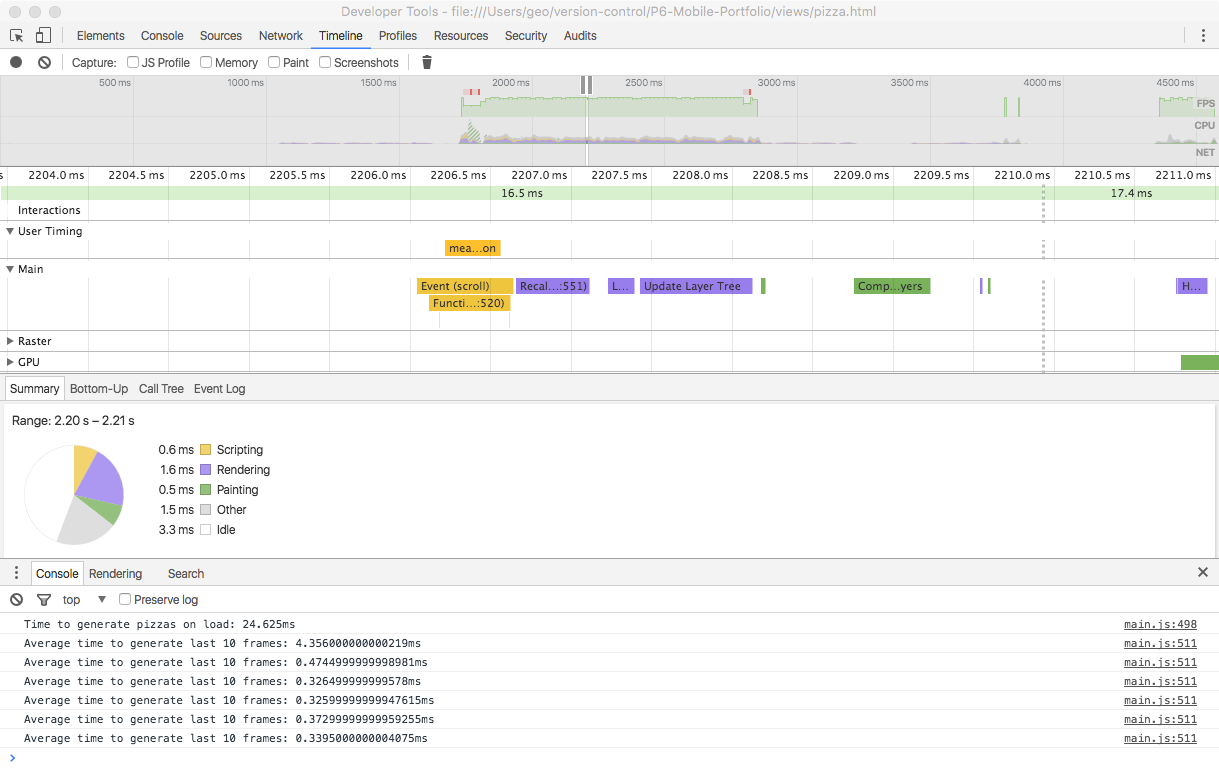 Developer Tools - file:///Users/geo/version-control/P6-Mobile-Portfolio/views/pizza.html
Elements Console Sources Network Timeline Profiles Resources Security Audits
Capture: JS Profile Memory Paint Screenshots
500 ms 1000 ms 1500 ms 2000 ms 2500 ms 3000 ms 3500 ms 4000 ms 4500 ms
FPS
CPU
NET
s 2204.0 ms 2204.5 ms 2205.0 ms 2205.5 ms 2206.0 ms 2206.5 ms 2207.0 ms 2207.5 ms 2208.0 ms 2208.5 ms 2209.0 ms 2209.5 ms 2210.0 ms 2210.5 ms 2211.0 ms
16.5 ms 17.4 ms
Interactions
User Timing
mea...on
Main
Event (scroll) Recal...:551) L... Update Layer Tree Comp...yers H...
Functi...:520)
Raster
GPU
Summary Bottom-Up Call Tree Event Log
Range: 2.20 s – 2.21 s
0.6 ms Scripting
1.6 ms Rendering
0.5 ms Painting
1.5 ms Other
3.3 ms Idle
Console Rendering Search
top Preserve log
Time to generate pizzas on load: 24.625ms main.js:498
Average time to generate last 10 frames: 4.356000000000219ms main.js:511
Average time to generate last 10 frames: 0.4744999999998981ms main.js:511
Average time to generate last 10 frames: 0.326499999999578ms main.js:511
Average time to generate last 10 frames: 0.32599999999947615ms main.js:511
Average time to generate last 10 frames: 0.37299999999959255ms main.js:511
Average time to generate last 10 frames: 0.3395000000004075ms main.js:511